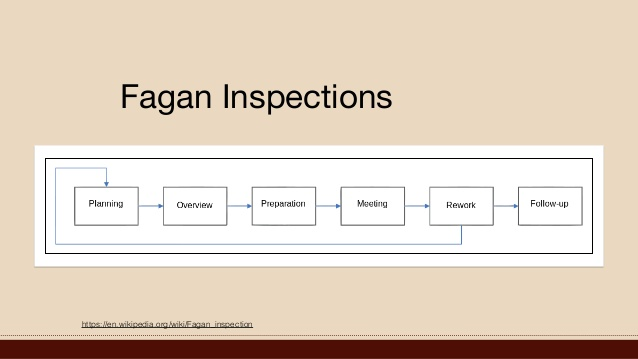 Fagan Inspections
Planning
Overview
Preparation
Meeting
Rework
Follow-up
https://en.wikipedia.org/wiki/Fagan_inspection